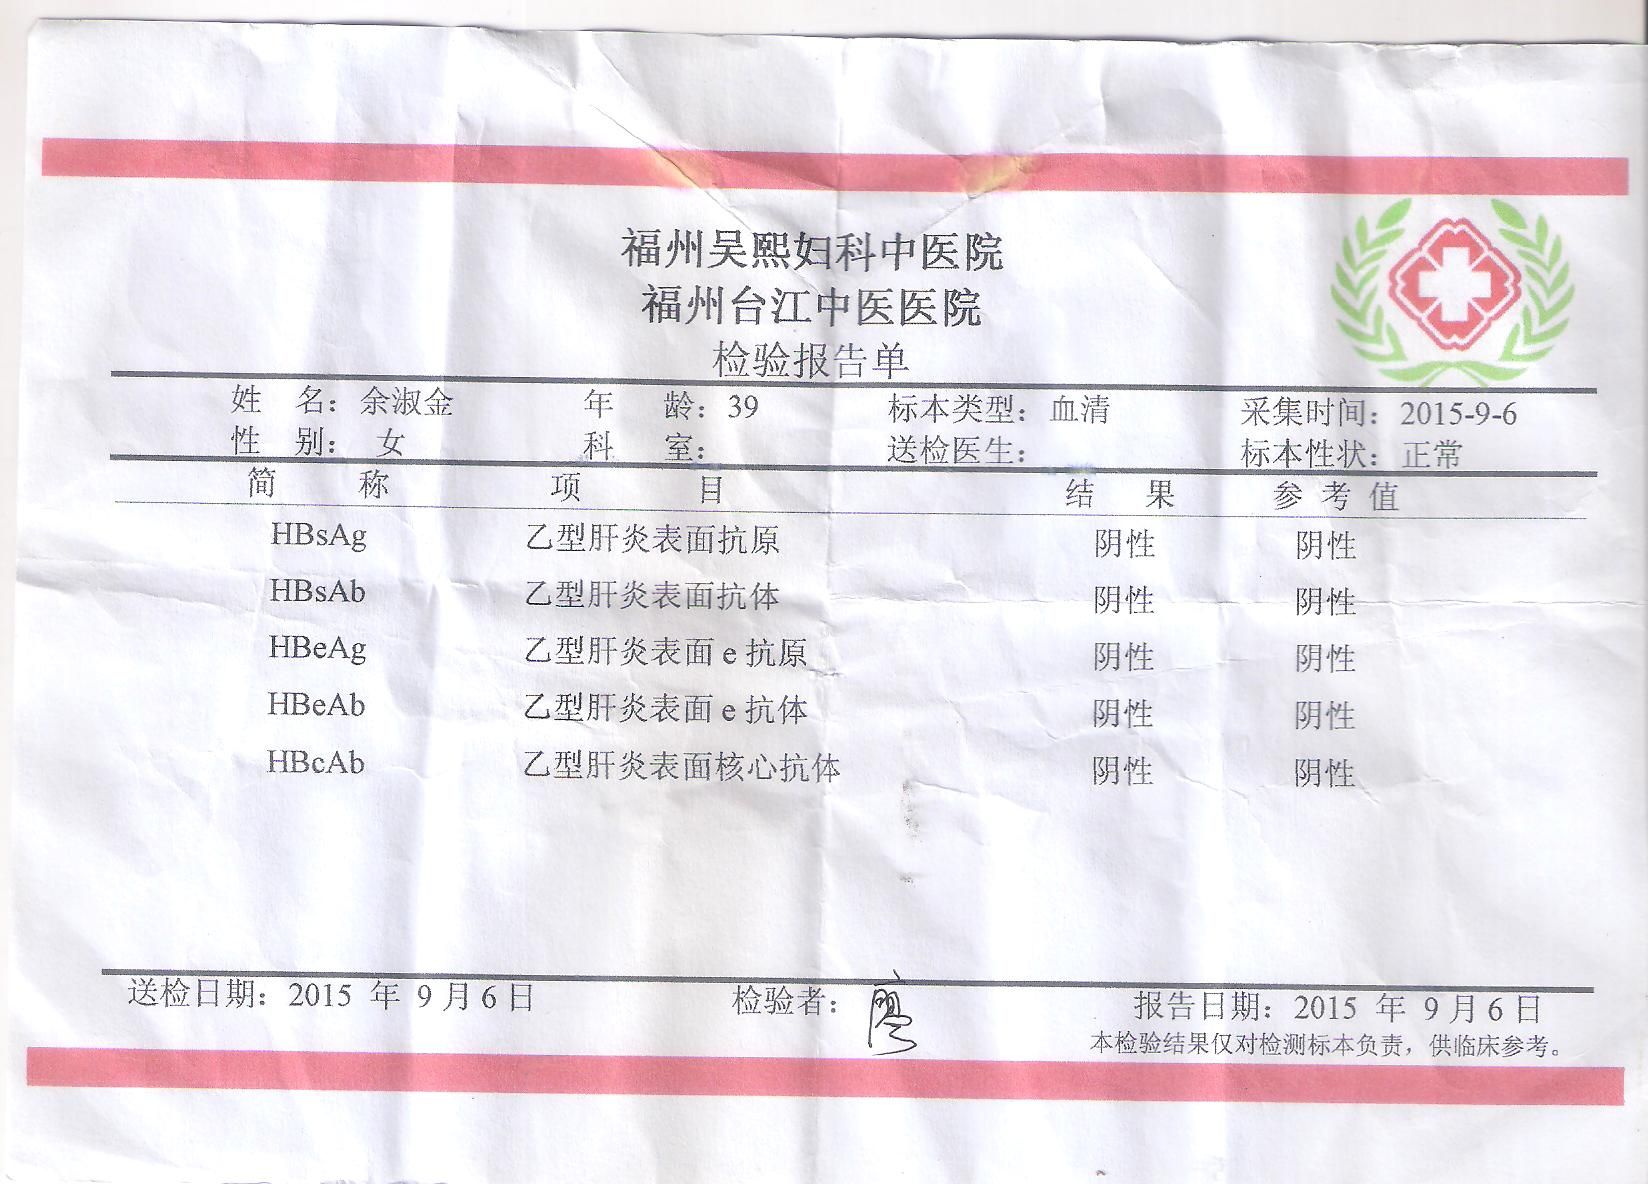 福州吴熙妇科中医院
福州台江中医医院
检验报告单
姓 名：余淑金 年 龄：39 标本类型：血清 采集时间：2015-9-6
性 别： 女 科 室： 送检医生： 标本性状：正常
简 称 项 目 结 果 参 考 值
HBsAg 乙型肝炎表面抗原 阴性 阴性
HBsAb 乙型肝炎表面抗体 阴性 阴性
HBeAg 乙型肝炎表面 e 抗原 阴性 阴性
HBeAb 乙型肝炎表面 e 抗体 阴性 阴性
HBcAb 乙型肝炎表面核心抗体 阴性 阴性
送检日期：2015 年 9 月 6 日 检验者： 报告日期：2015 年 9 月 6 日
本检验结果仅对检测标本负责，供临床参考。